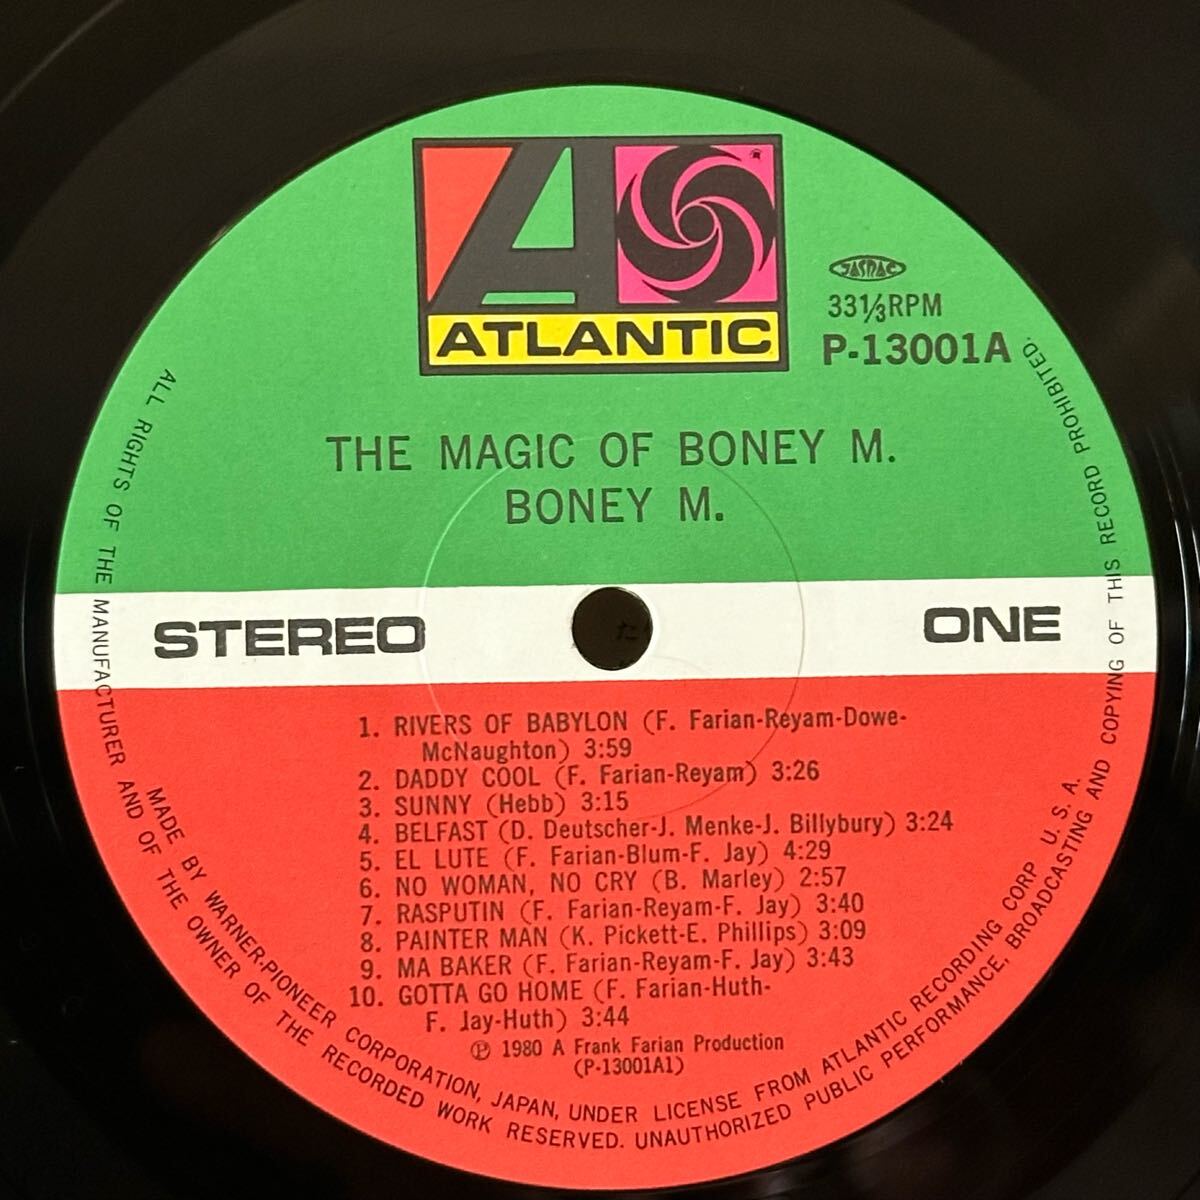 ATLANTIC
JASRAC
33 1/3 RPM
P-13001A
THE MAGIC OF BONEY M.
BONEY M.
STEREO
ONE
た
1. RIVERS OF BABYLON (F. Farian-Reyam-Dowe-
McNaughton) 3:59
2. DADDY COOL (F. Farian-Reyam) 3:26
3. SUNNY (Hebb) 3:15
4. BELFAST (D. Deutscher-J. Menke-J. Billybury) 3:24
5. EL LUTE (F. Farian-Blum-F. Jay) 4:29
6. NO WOMAN, NO CRY (B. Marley) 2:57
7. RASPUTIN (F. Farian-Reyam-F. Jay) 3:40
8. PAINTER MAN (K. Pickett-E. Phillips) 3:09
9. MA BAKER (F. Farian-Reyam-F. Jay) 3:43
10. GOTTA GO HOME (F. Farian-Huth-
F. Jay-Huth) 3:44
Ⓟ 1980 A Frank Farian Production
(P-13001A1)
MADE BY WARNER-PIONEER CORPORATION, JAPAN, UNDER LICENSE FROM ATLANTIC RECORDING CORP. U. S. A.
ALL RIGHTS OF THE MANUFACTURER AND OF THE OWNER OF THE RECORDED WORK RESERVED. UNAUTHORIZED PUBLIC PERFORMANCE, BROADCASTING AND COPYING OF THIS RECORD PROHIBITED.